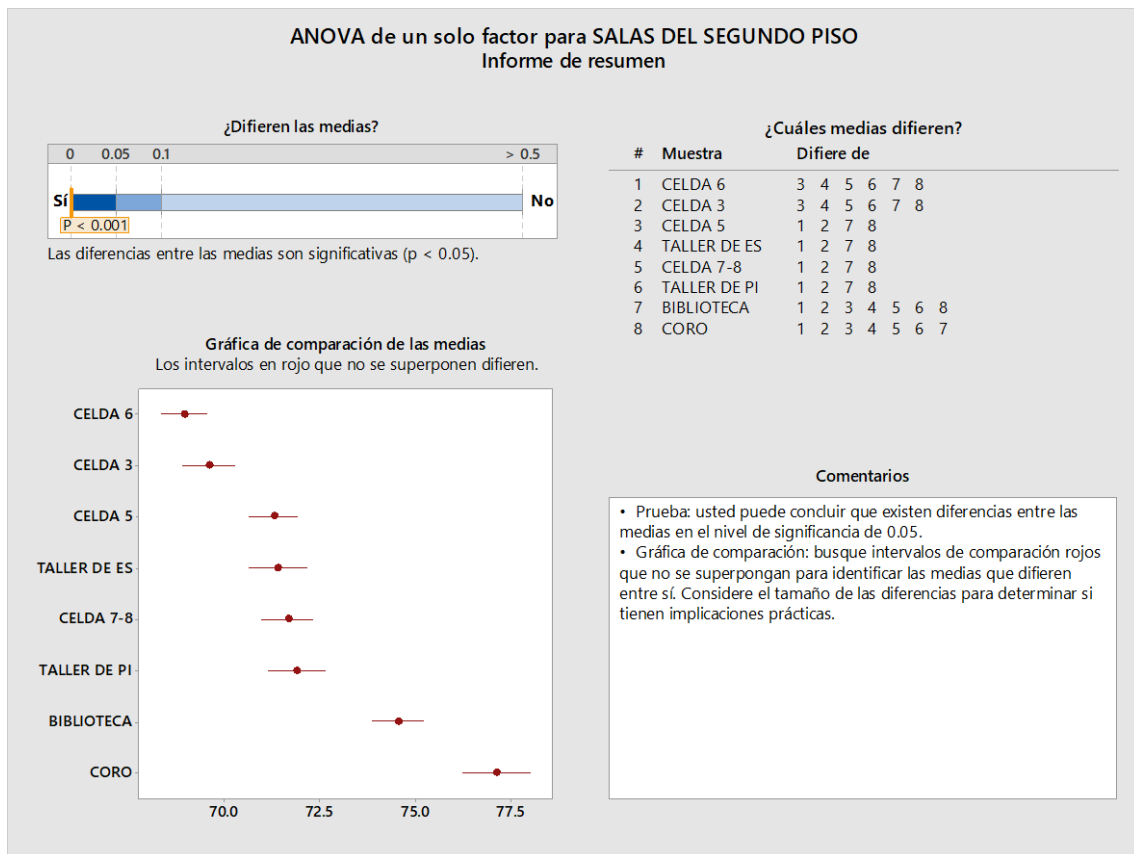 ANOVA de un solo factor para SALAS DEL SEGUNDO PISO
Informe de resumen
¿Difieren las medias?
0 0.05 0.1 > 0.5
Sí No
P < 0.001
Las diferencias entre las medias son significativas (p < 0.05).
¿Cuáles medias difieren?
# Muestra Difiere de
1 CELDA 6 3 4 5 6 7 8
2 CELDA 3 3 4 5 6 7 8
3 CELDA 5 1 2 7 8
4 TALLER DE ES 1 2 7 8
5 CELDA 7-8 1 2 7 8
6 TALLER DE PI 1 2 7 8
7 BIBLIOTECA 1 2 3 4 5 6 8
8 CORO 1 2 3 4 5 6 7
Gráfica de comparación de las medias
Los intervalos en rojo que no se superponen difieren.
CELDA 6
CELDA 3
CELDA 5
TALLER DE ES
CELDA 7-8
TALLER DE PI
BIBLIOTECA
CORO
70.0 72.5 75.0 77.5
Comentarios
• Prueba: usted puede concluir que existen diferencias entre las
medias en el nivel de significancia de 0.05.
• Gráfica de comparación: busque intervalos de comparación rojos
que no se superpongan para identificar las medias que difieren
entre sí. Considere el tamaño de las diferencias para determinar si
tienen implicaciones prácticas.